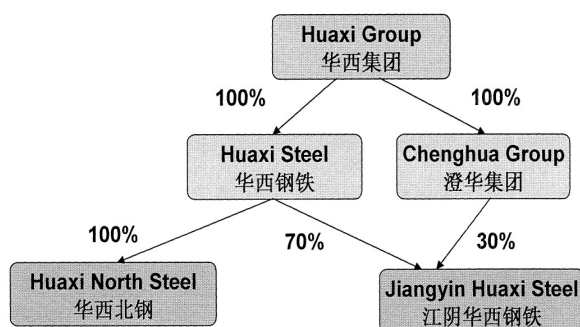 Huaxi Group
华西集团
100%
100%
Huaxi Steel
华西钢铁
Chenghua Group
澄华集团
100%
70%
30%
Huaxi North Steel
华西北钢
Jiangyin Huaxi Steel
江阴华西钢铁